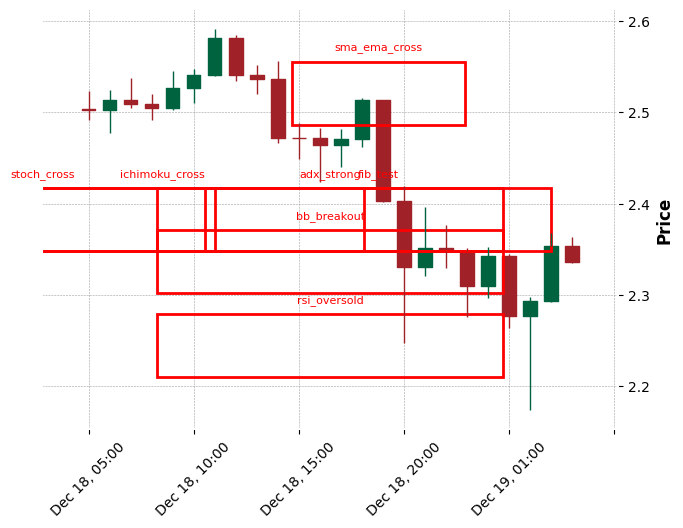 2.6
sma_ema_cross
2.5
stoch_cross
ichimoku_cross
adx_strong
2.4
bb_breakout
Price
2.3
rsi_oversold
2.2
Dec 18, 05:00
Dec 18, 10:00
Dec 18, 15:00
Dec 18, 20:00
Dec 19, 01:00